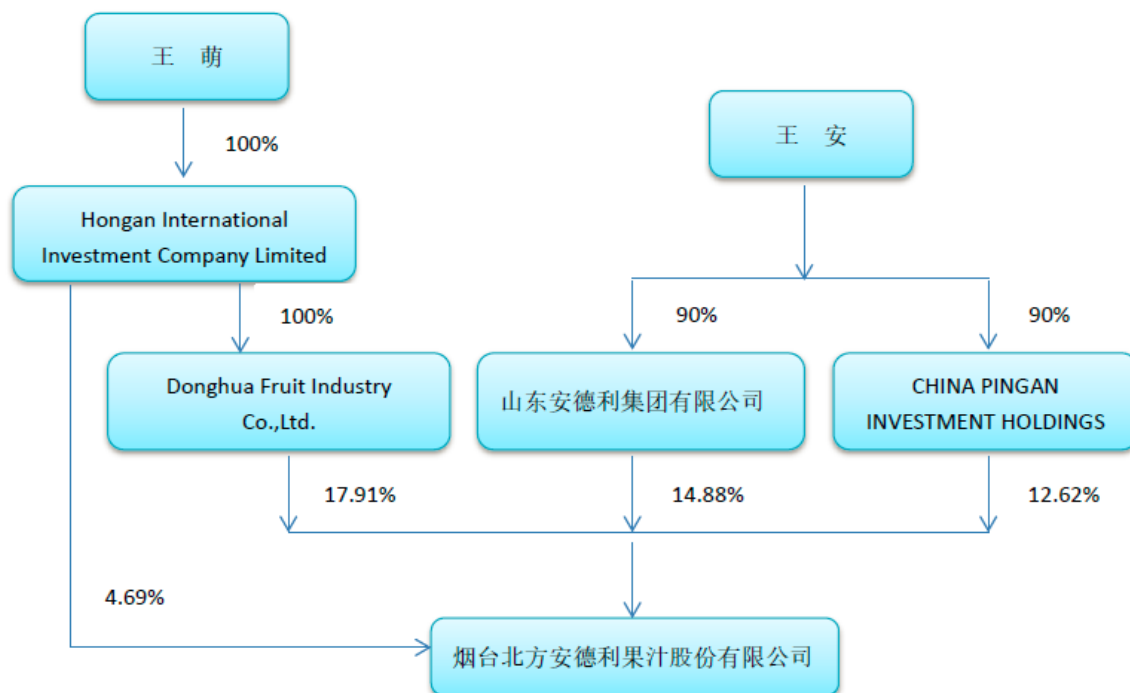 王 萌
王 安
100%
Hongan International
Investment Company Limited
100%
90%
90%
Donghua Fruit Industry
Co.,Ltd.
山东安德利集团有限公司
CHINA PINGAN
INVESTMENT HOLDINGS
17.91%
14.88%
12.62%
4.69%
烟台北方安德利果汁股份有限公司